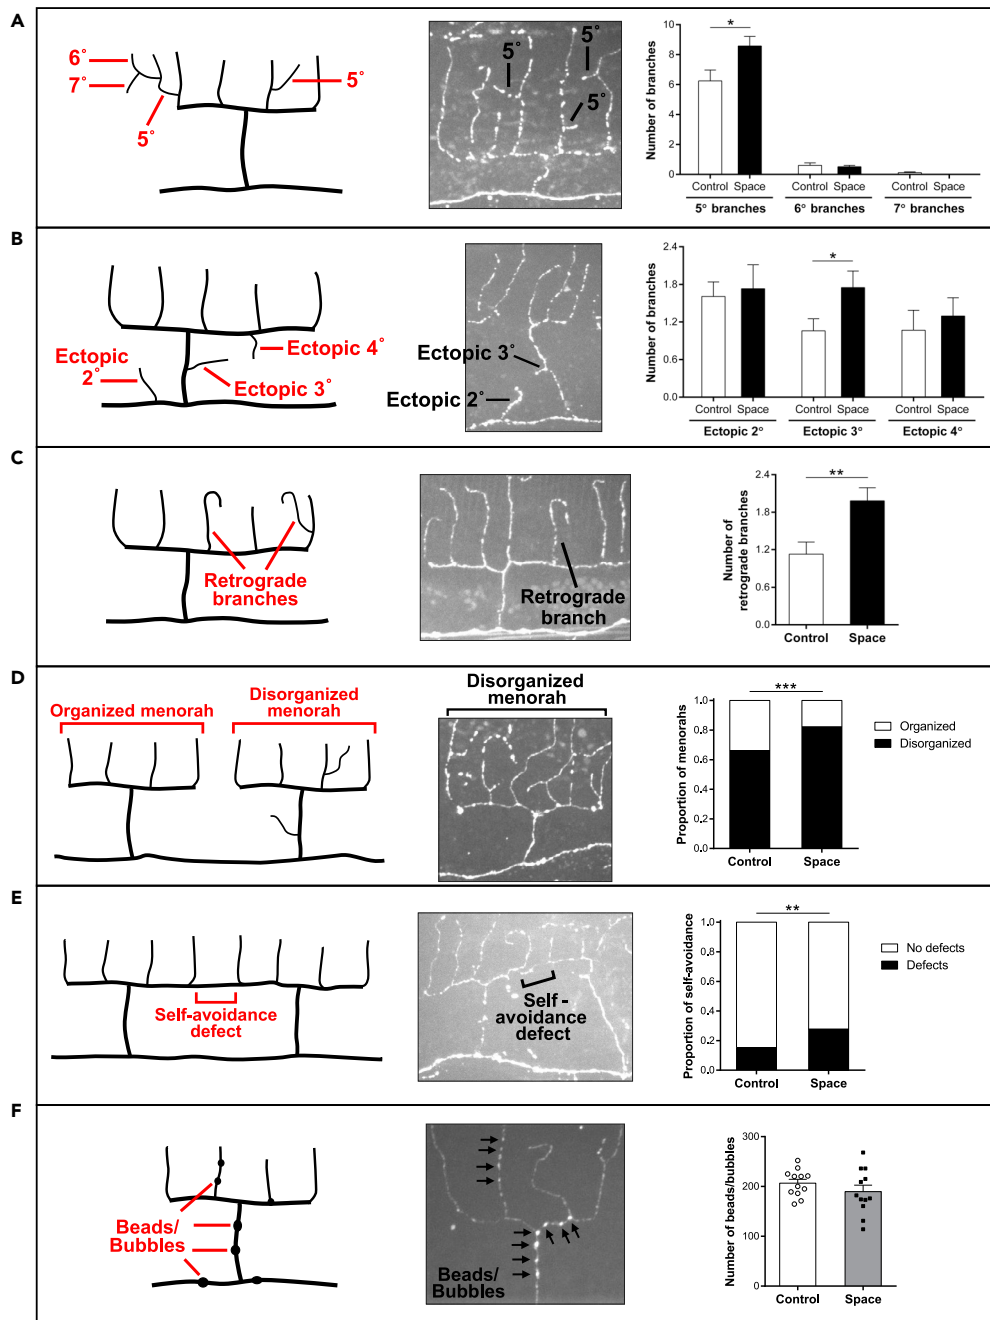 A
6°
7°
5°
5°
5°
5°
5°
Number of branches
10
8
6
4
2
0
*
Control Space Control Space Control Space
5° branches 6° branches 7° branches
B
Ectopic
2°
Ectopic 4°
Ectopic 3°
Ectopic 3°
Ectopic 2°
Number of branches
2.4
1.8
1.2
0.6
0.0
*
Control Space Control Space Control Space
Ectopic 2° Ectopic 3° Ectopic 4°
C
Retrograde
branches
Retrograde
branch
Number of
retrograde branches
2.4
1.8
1.2
0.6
0.0
**
Control Space
D
Organized menorah
Disorganized
menorah
Disorganized
menorah
Proportion of menorahs
1.0
0.8
0.6
0.4
0.2
0.0
***
Control Space
Organized
Disorganized
E
Self-avoidance
defect
Self -
avoidance
defect
Proportion of self-avoidance
1.0
0.8
0.6
0.4
0.2
0.0
**
Control Space
No defects
Defects
F
Beads/
Bubbles
Beads/
Bubbles
Number of beads/bubbles
300
200
100
0
Control Space